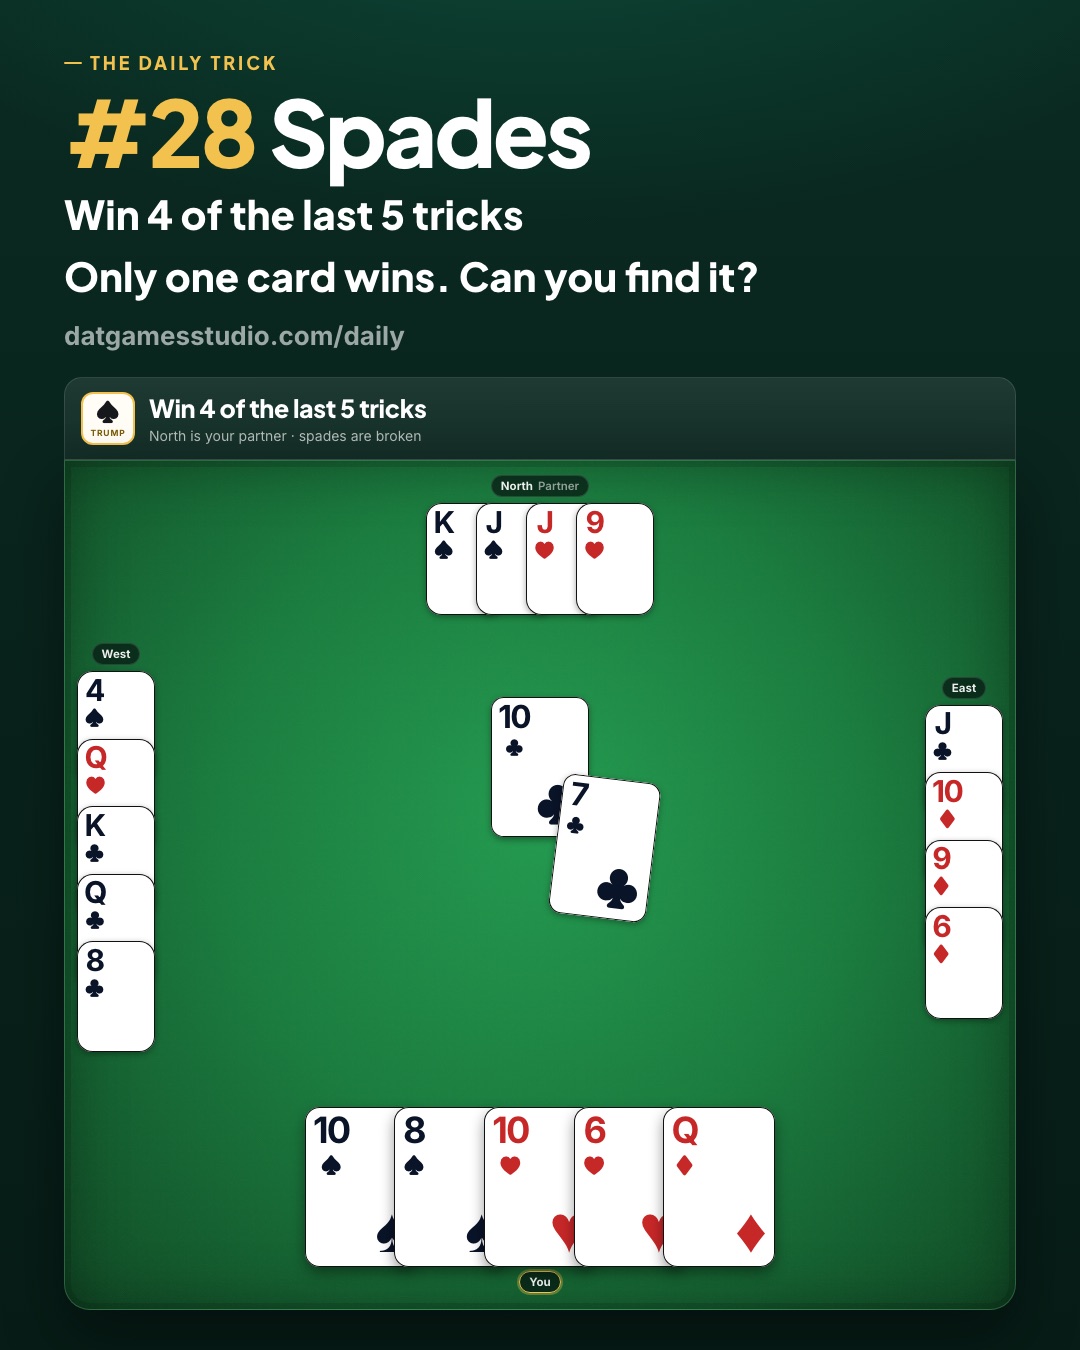 — THE DAILY TRICK
#28 Spades
Win 4 of the last 5 tricks
Only one card wins. Can you find it?
datgamesstudio.com/daily
TRUMP
Win 4 of the last 5 tricks
North is your partner · spades are broken
North Partner
K J J 9
West
4
Q
K
Q
8
10
7
East
J
10
9
6
10 8 10 6 Q
You